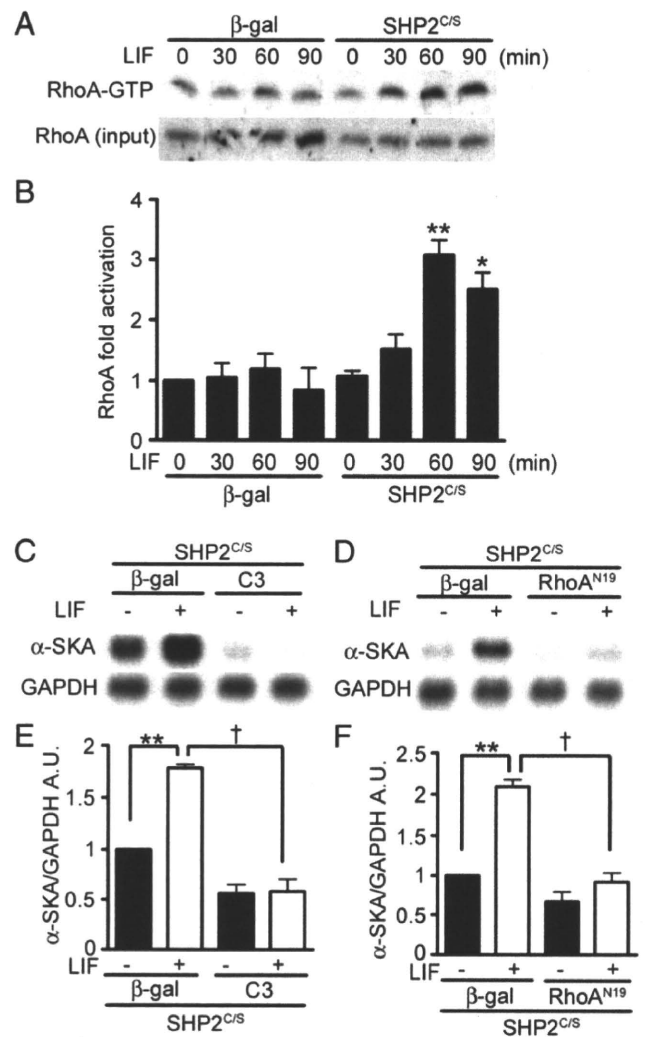 A
β-gal SHP2C/S
LIF 0 30 60 90 0 30 60 90 (min)
RhoA-GTP
RhoA (input)
B
RhoA fold activation
4
3
2
1
0
** *
LIF 0 30 60 90 0 30 60 90 (min)
β-gal SHP2C/S
C
SHP2C/S
β-gal C3
LIF - + - +
α-SKA
GAPDH
D
SHP2C/S
β-gal RhoAN19
LIF - + - +
α-SKA
GAPDH
E
α-SKA/GAPDH A.U.
2
1.5
1
0.5
0
** †
LIF - + - +
β-gal C3
SHP2C/S
F
α-SKA/GAPDH A.U.
2.5
2
1.5
1
0.5
0
** †
LIF - + - +
β-gal RhoAN19
SHP2C/S